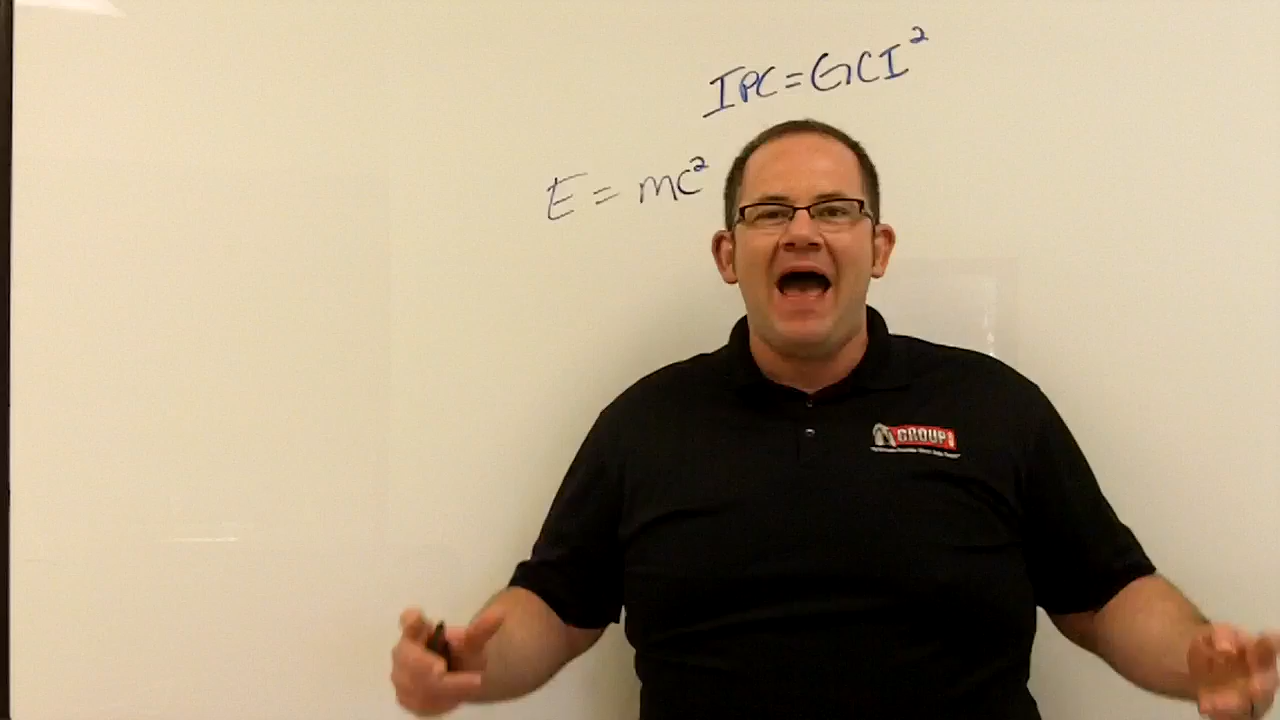 IPC=GCI²
E = mc²
GROUP